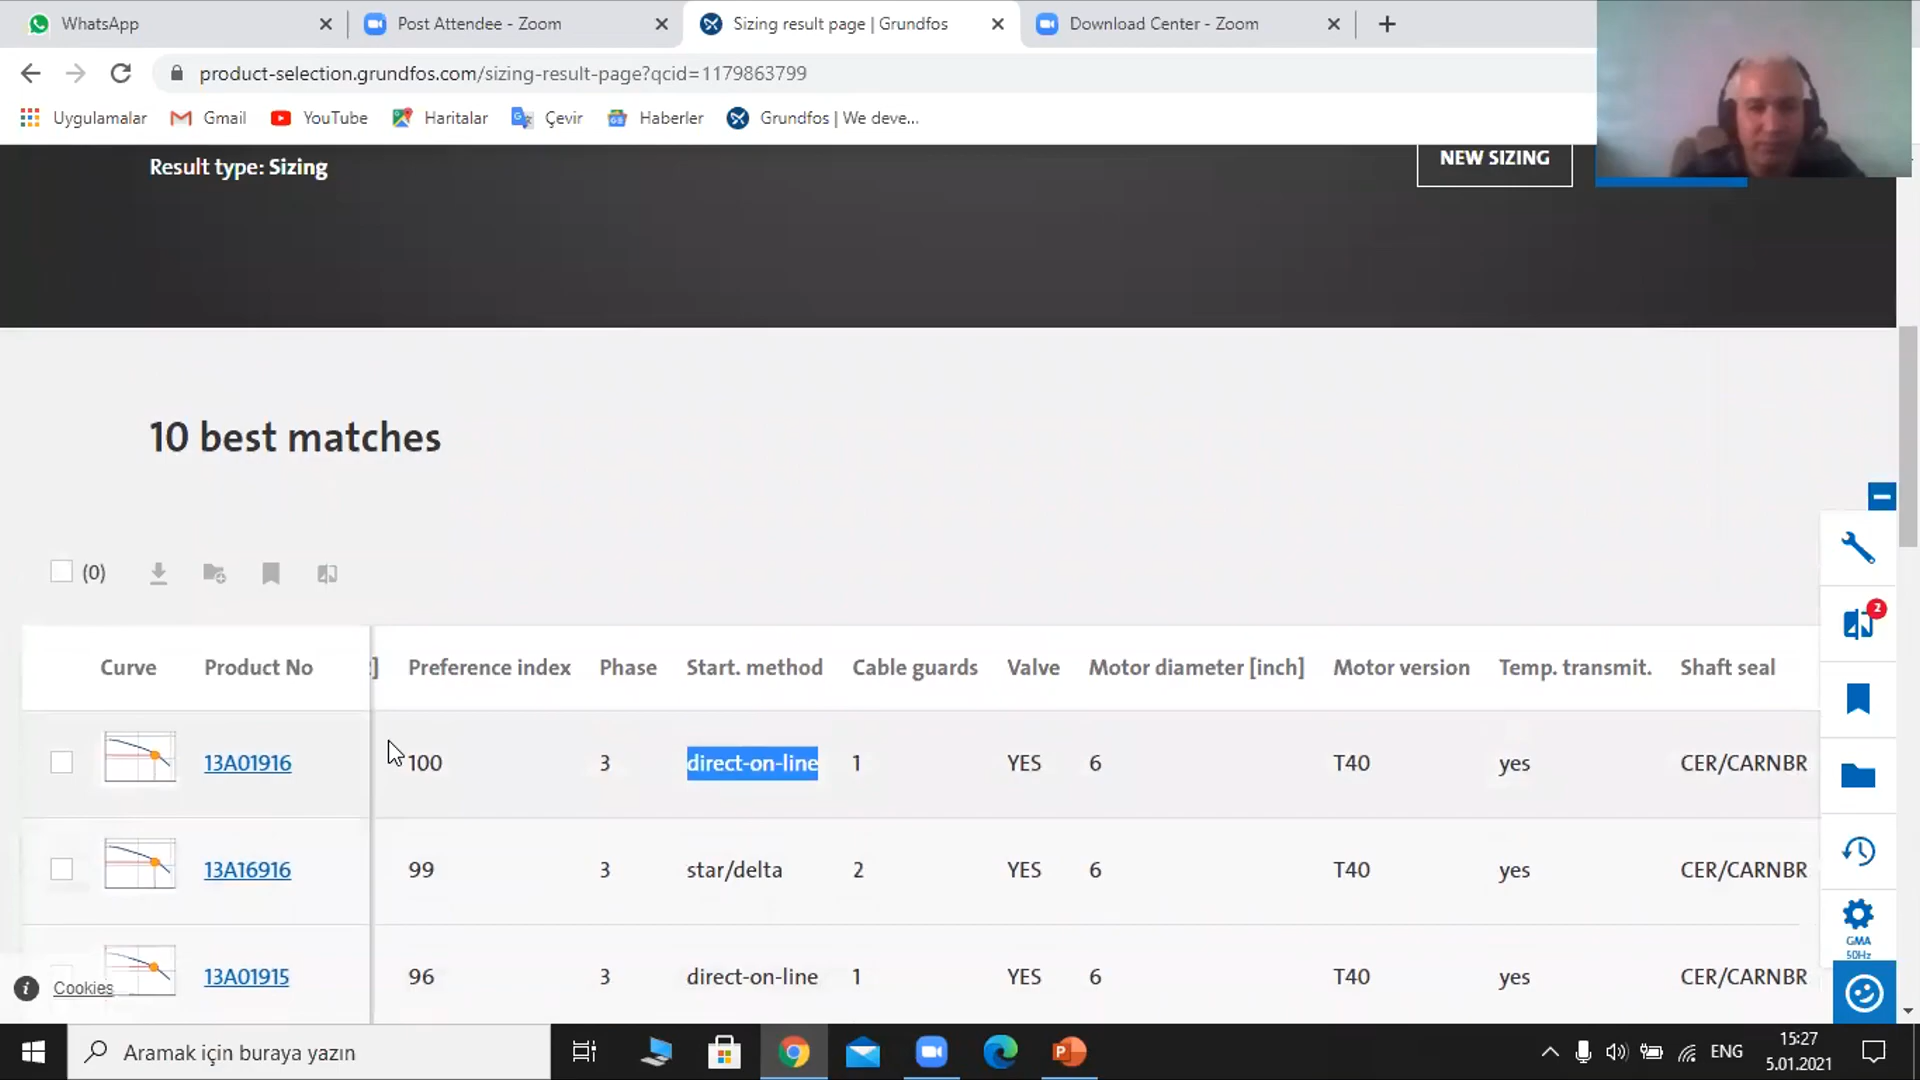 WhatsApp
Post Attendee - Zoom
Sizing result page | Grundfos
Download Center - Zoom
product-selection.grundfos.com/sizing-result-page?qcid=1179863799
Uygulamalar
Gmail
YouTube
Haritalar
Çevir
Haberler
Grundfos | We deve...
Result type: Sizing
NEW SIZING
10 best matches
(0)
2
Curve Product No ] Preference index Phase Start. method Cable guards Valve Motor diameter [inch] Motor version Temp. transmit. Shaft seal
13A01916 100 3 direct-on-line 1 YES 6 T40 yes CER/CARNBR
13A16916 99 3 star/delta 2 YES 6 T40 yes CER/CARNBR
GMA
50Hz
13A01915 96 3 direct-on-line 1 YES 6 T40 yes CER/CARNBR
Cookies
Aramak için buraya yazın
ENG
15:27
5.01.2021